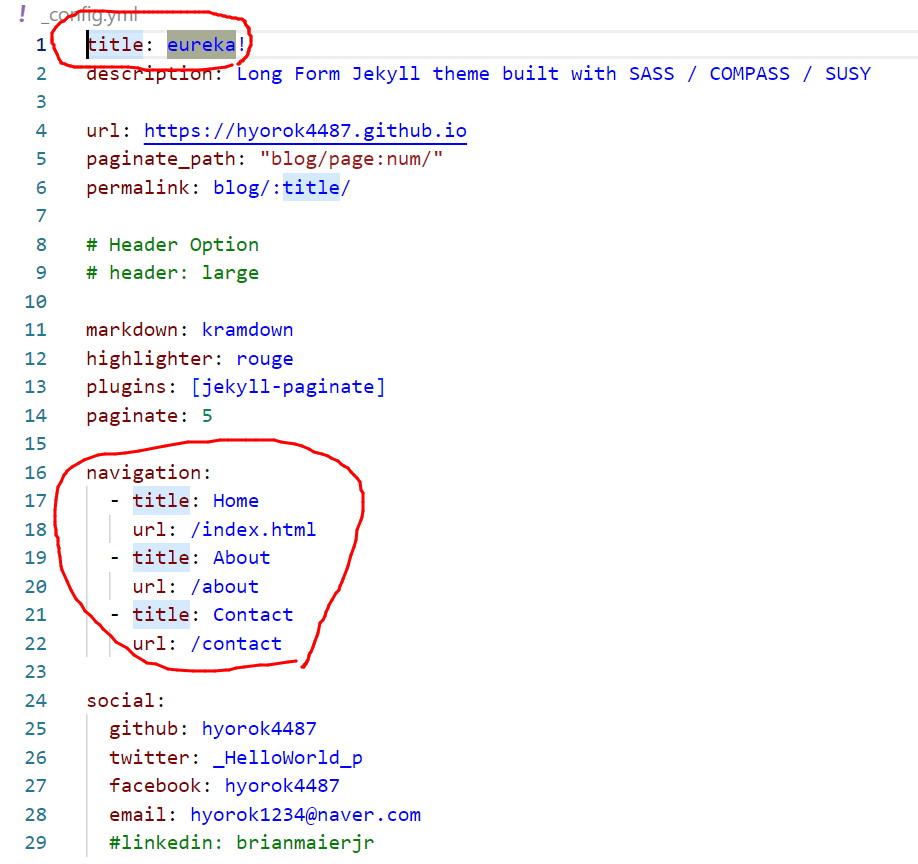 ! _config.yml
1 title: eureka!
2 description: Long Form Jekyll theme built with SASS / COMPASS / SUSY
3
4 url: https://hyorok4487.github.io
5 paginate_path: "blog/page:num/"
6 permalink: blog/:title/
7
8 # Header Option
9 # header: large
10
11 markdown: kramdown
12 highlighter: rouge
13 plugins: [jekyll-paginate]
14 paginate: 5
15
16 navigation:
17 - title: Home
18 url: /index.html
19 - title: About
20 url: /about
21 - title: Contact
22 url: /contact
23
24 social:
25 github: hyorok4487
26 twitter: _HelloWorld_p
27 facebook: hyorok4487
28 email: hyorok1234@naver.com
29 #linkedin: brianmaierjr